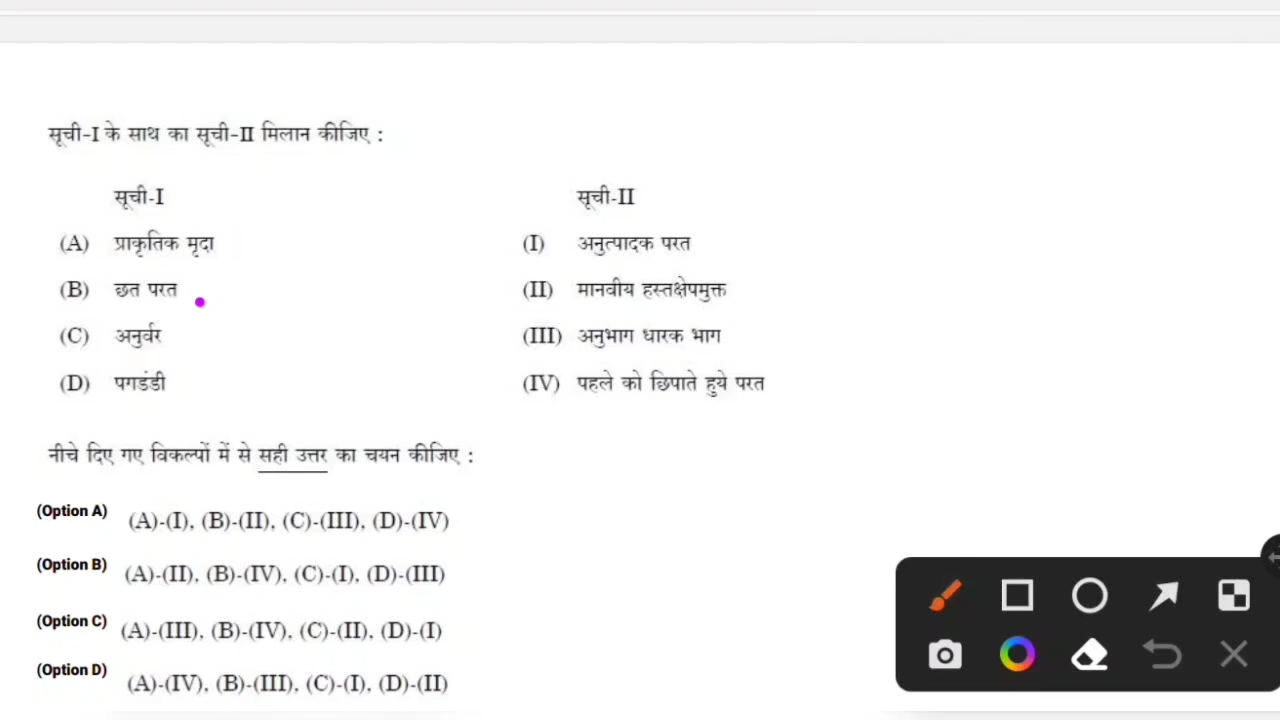 सूची-I के साथ का सूची-II मिलान कीजिए :
सूची-I सूची-II
(A) प्राकृतिक मृदा (I) अनुत्पादक परत
(B) छत परत (II) मानवीय हस्तक्षेपमुक्त
(C) अनुर्वर (III) अनुभाग धारक भाग
(D) पगडंडी (IV) पहले को छिपाते हुये परत
नीचे दिए गए विकल्पों में से सही उत्तर का चयन कीजिए :
(Option A) (A)-(I), (B)-(II), (C)-(III), (D)-(IV)
(Option B) (A)-(II), (B)-(IV), (C)-(I), (D)-(III)
(Option C) (A)-(III), (B)-(IV), (C)-(II), (D)-(I)
(Option D) (A)-(IV), (B)-(III), (C)-(I), (D)-(II)